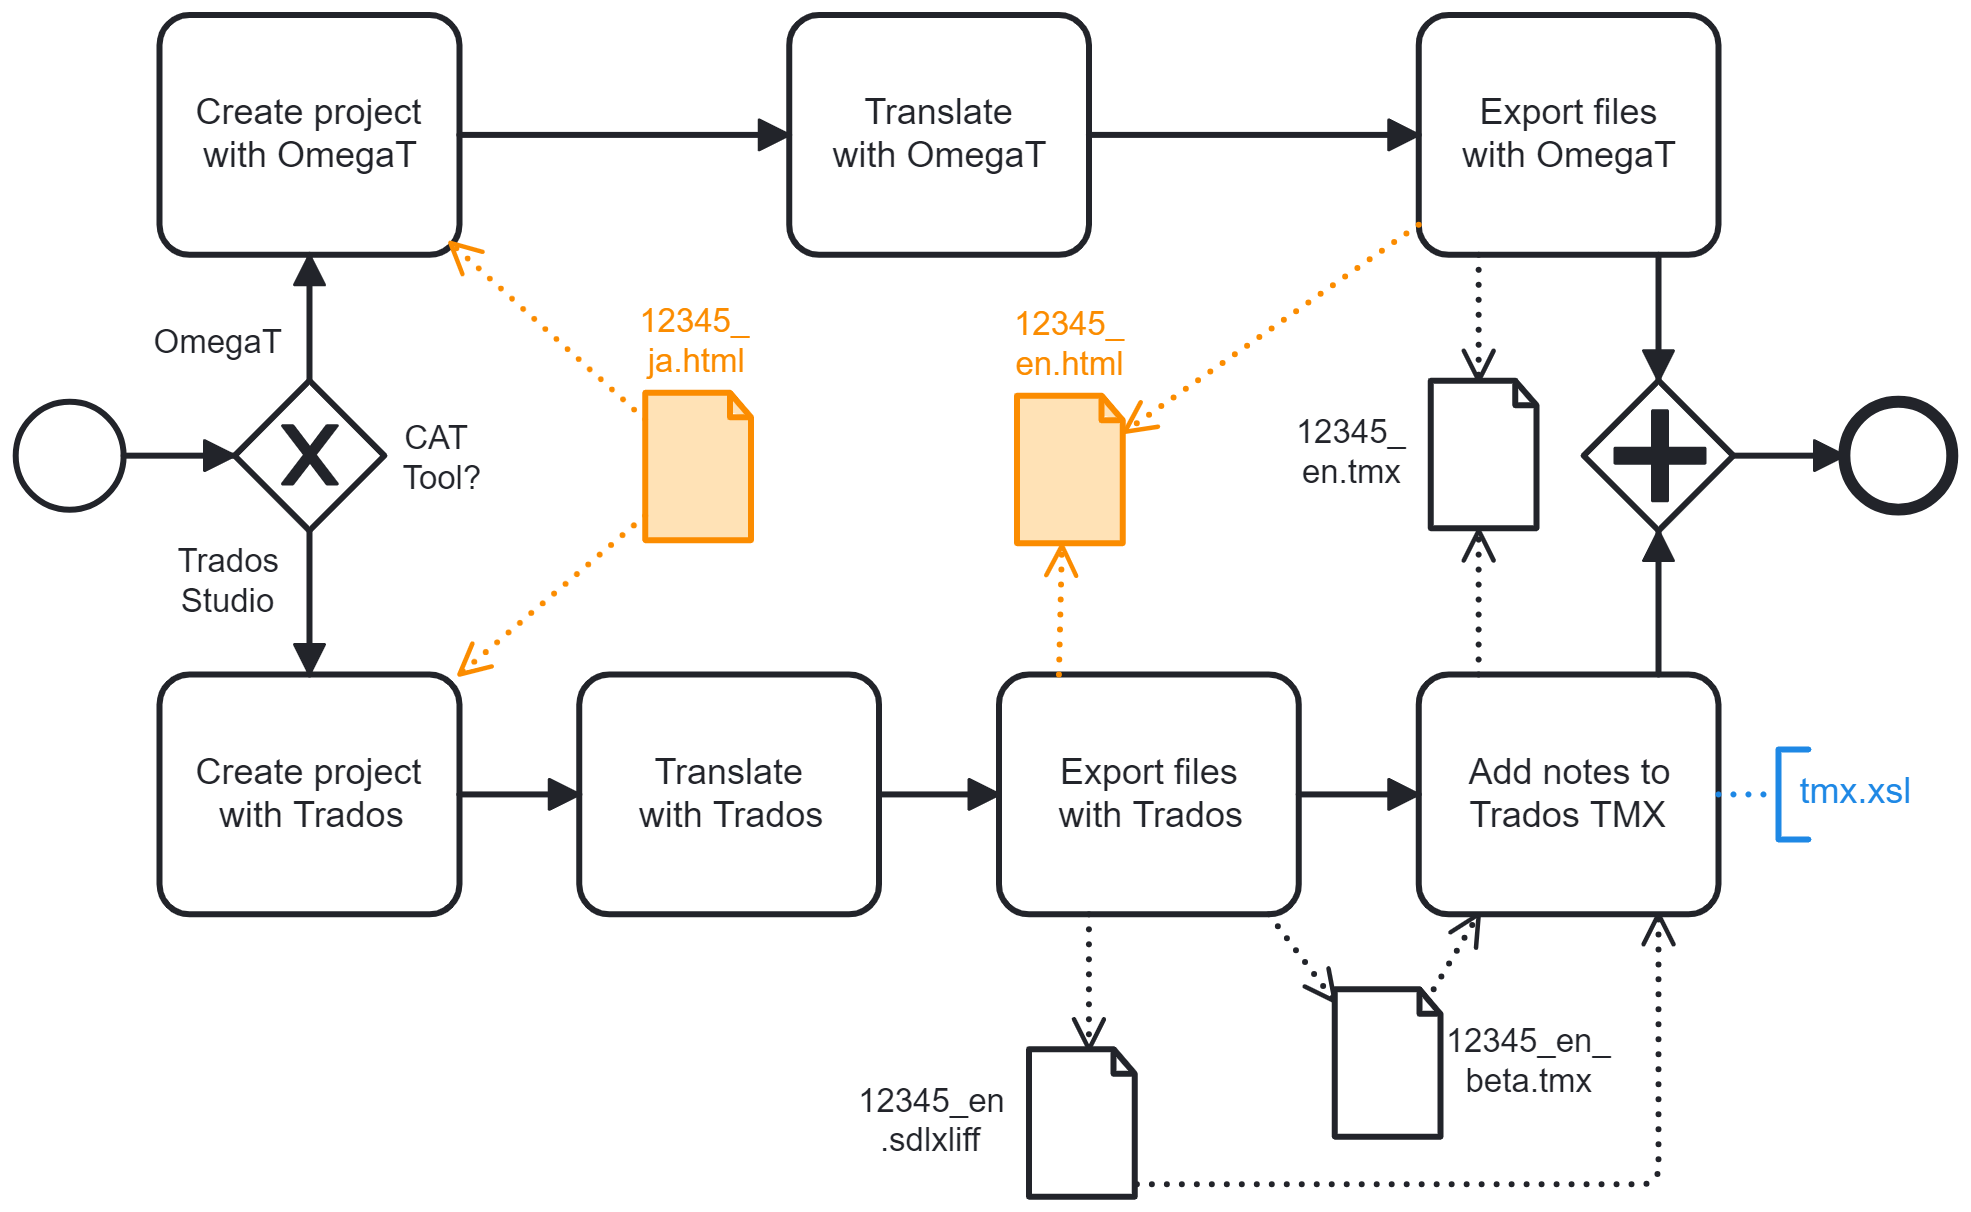 Create project
with OmegaT
Translate
with OmegaT
Export files
with OmegaT
OmegaT
12345_
ja.html
12345_
en.html
X
CAT
Tool?
12345_
en.tmx
Trados
Studio
Create project
with Trados
Translate
with Trados
Export files
with Trados
Add notes to
Trados TMX
tmx.xsl
12345_en_
beta.tmx
12345_en
.sdlxliff